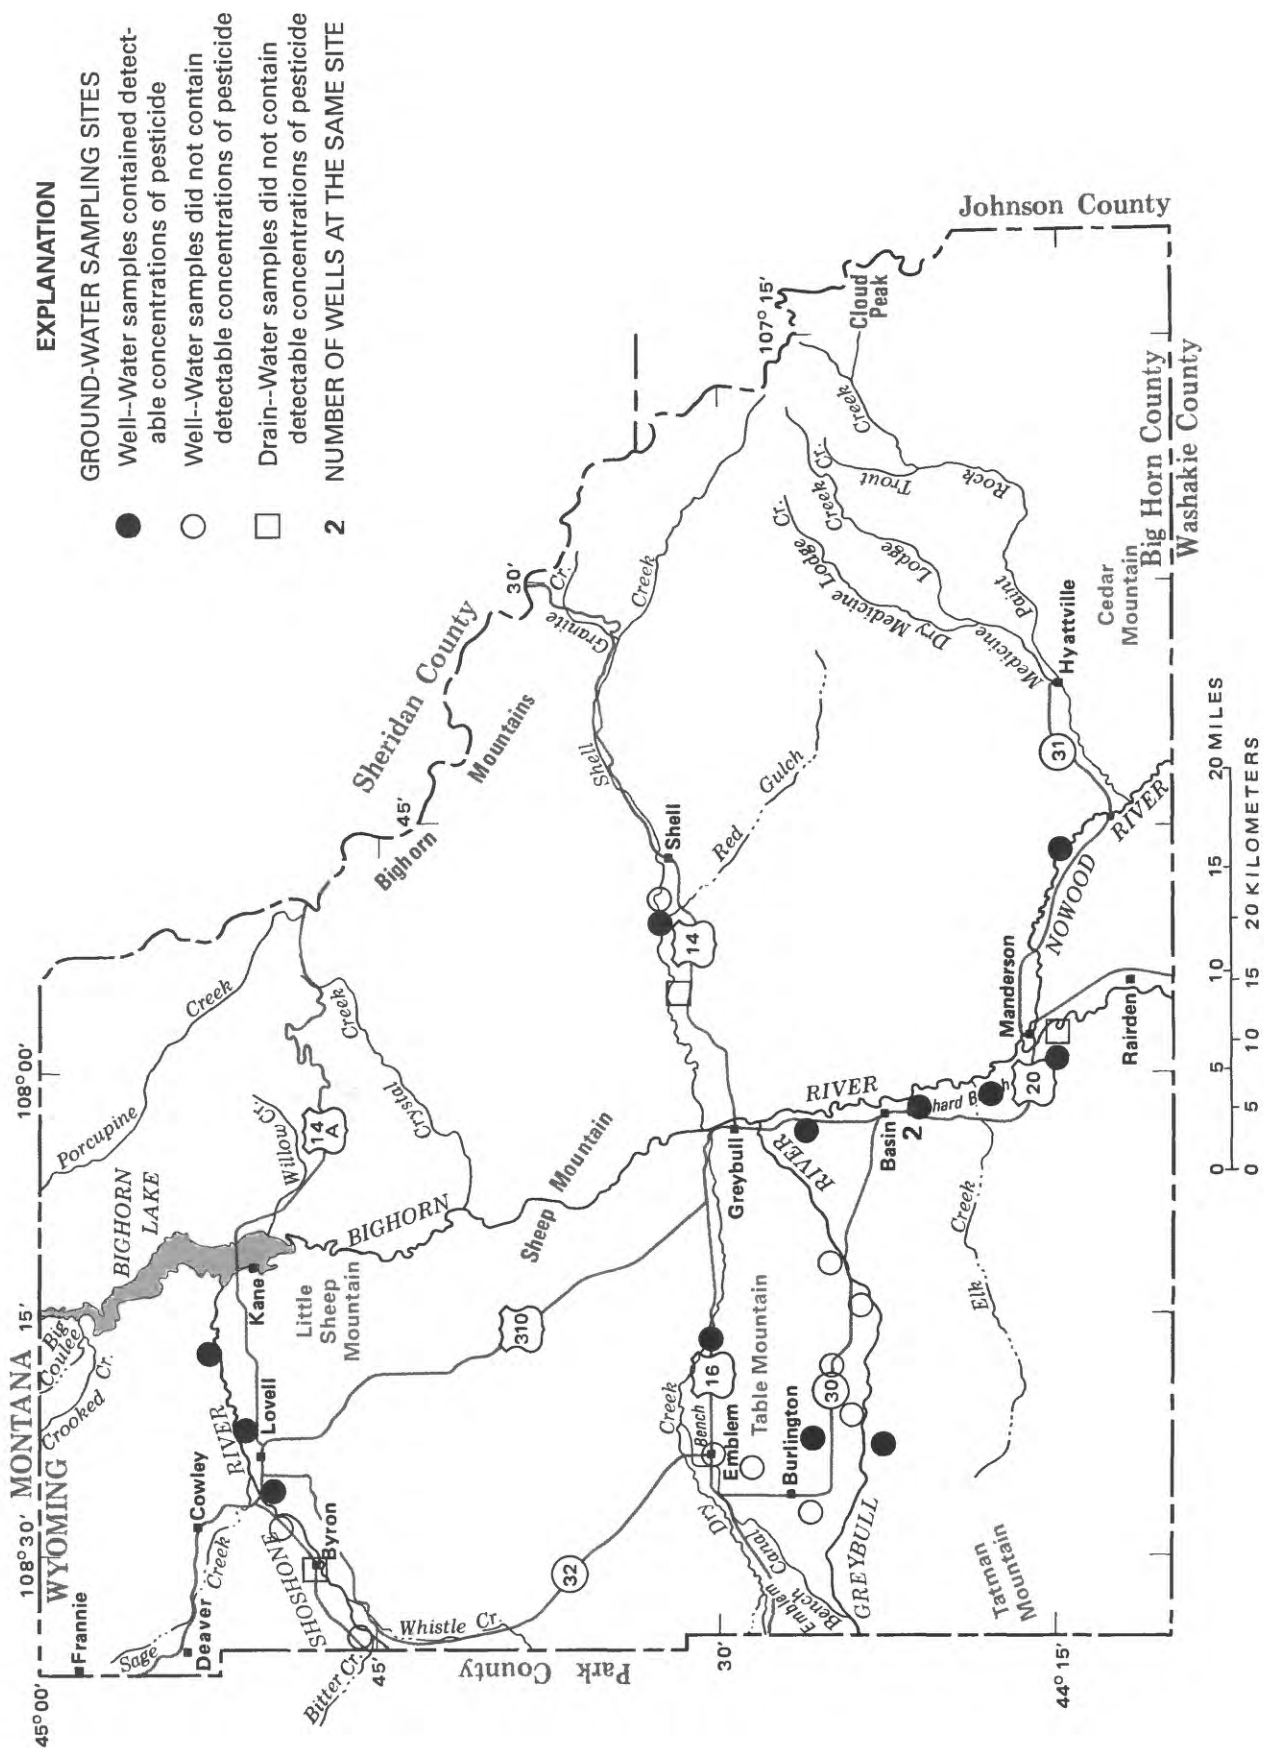 EXPLANATION
GROUND-WATER SAMPLING SITES
Well--Water samples contained detect-
able concentrations of pesticide
Well--Water samples did not contain
detectable concentrations of pesticide
Drain--Water samples did not contain
detectable concentrations of pesticide
2 NUMBER OF WELLS AT THE SAME SITE
108°30'
15'
108°00'
MONTANA
WYOMING
45°00'
Frannie
Big
Coulee
Crooked Cr.
BIGHORN
LAKE
Porcupine
Creek
Sage
Creek
Deaver
Cowley
RIVER
SHOSHONE
Lovell
Kane
Willow Cr.
14
A
Creek
Crystal
Byron
Bitter Cr.
45'
Whistle Cr.
Park County
Little
Sheep
Mountain
BIGHORN
45'
Bighorn
Mountains
Sheridan County
30'
32
310
Sheep
Mountain
Granite
Cr.
Creek
Shell
Shell
14
Red
Gulch
107° 15'
Cloud
Peak
Johnson County
Dry
Creek
Bench
Emblem
16
Table Mountain
Greybull
30'
Emblem
Bench
Canal
Burlington
30
RIVER
RIVER
GREYBULL
Basin
2
hard B h
Creek
Elk
Tatman
Mountain
44°15'
20
Manderson
Rairden
NOWOOD
RIVER
31
Hyattville
Medicine
Lodge
Creek
Dry Medicine Lodge
Cr.
Trout
Cr.
Paint
Rock
Creek
Cedar
Mountain
Big Horn County
Washakie County
0 5 10 15 20 MILES
0 5 10 15 20 KILOMETERS